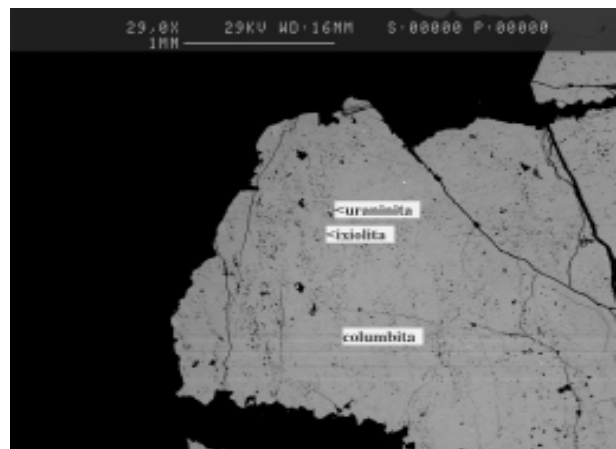 29,0X 29KV WD:16MM S:00000 P:00000
1MM
<uraninita
<ixiolita
columbita